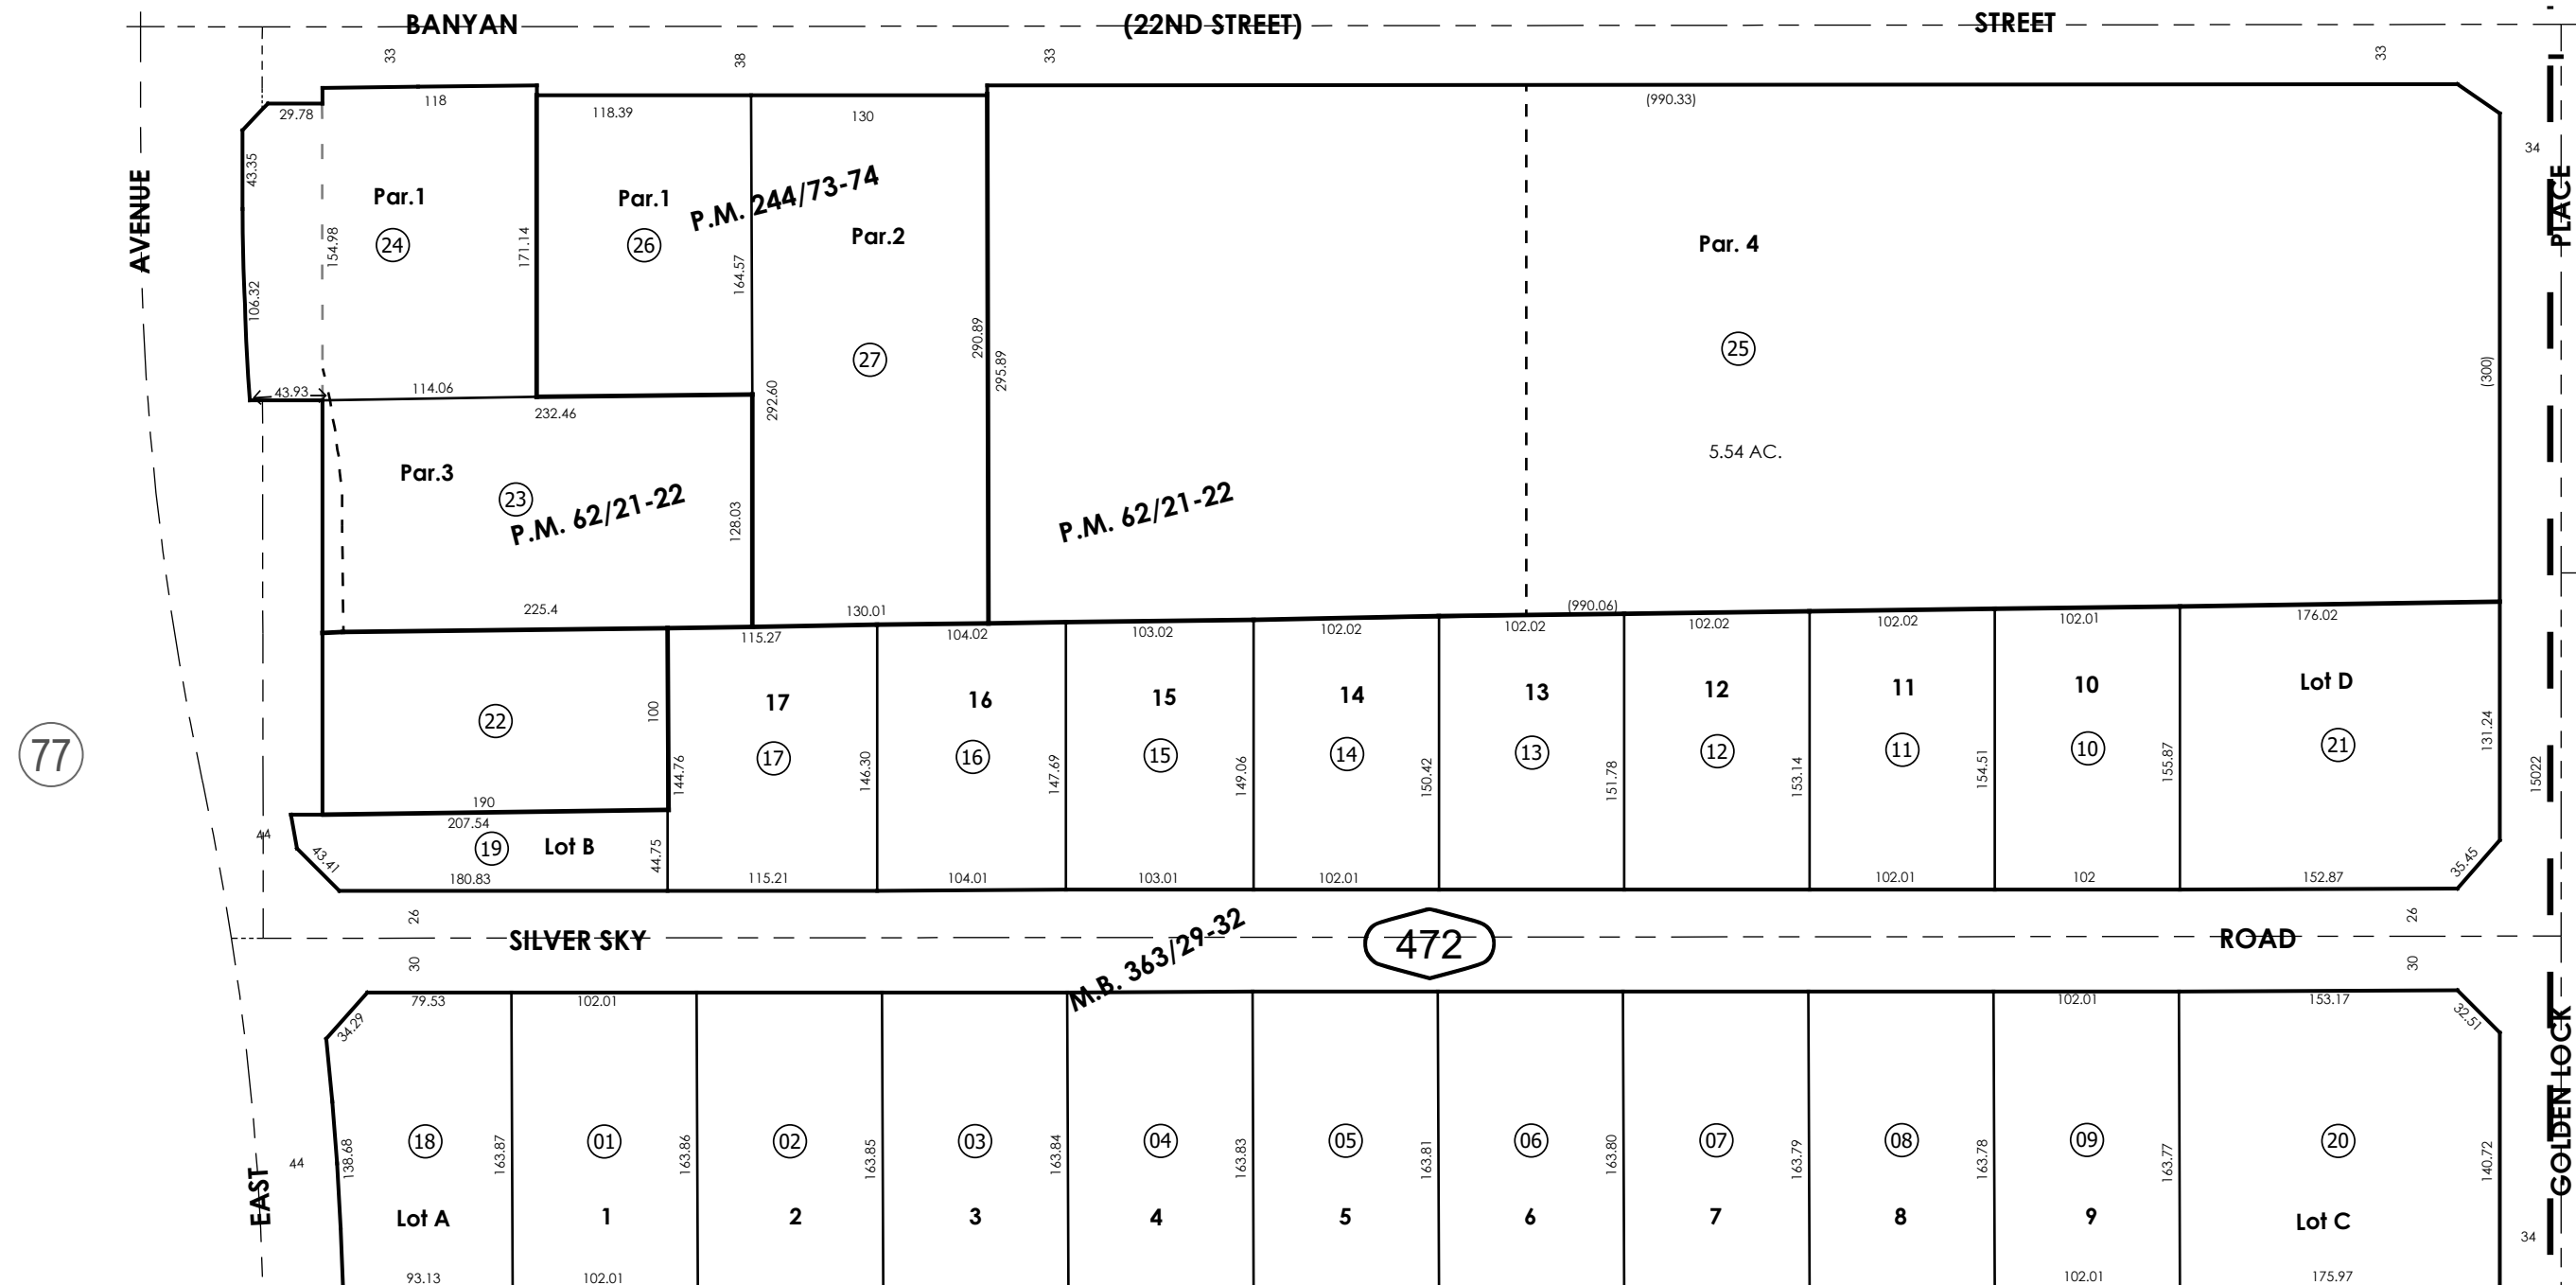 BANYAN (22ND STREET) STREET
33 38 33 33
29.78 118 118.39 130 (990.33)
34
43.35 Par.1 Par.1 P.M. 244/73-74 Par.2 Par. 4
AVENUE PLACE
24 26 27 25
106.32 154.98 171.14 164.57 290.89 295.89 (300)
43.93 114.06 292.60
232.46
5.54 AC.
Par.3 23 P.M. 62/21-22 128.03 P.M. 62/21-22
225.4 130.01 (990.06)
115.27 104.02 103.02 102.02 102.02 102.02 102.02 102.01 176.02
17 16 15 14 13 12 11 10 Lot D
22 100 17 16 15 14 13 12 11 10 21
77
144.76 146.30 147.69 149.06 150.42 151.78 153.14 154.51 155.87 131.24 15022
190
207.54
44 43.41 19 Lot B 44.75 35.45
180.83 115.21 104.01 103.01 102.01 102.01 102 152.87
26 26
SILVER SKY M.B. 363/29-32 472 ROAD
30 30
79.53 102.01 102.01 153.17
34.29 32.51
GOLDEN LOCK
18 01 02 03 04 05 06 07 08 09 20
44 138.68 163.87 163.86 163.85 163.84 163.83 163.81 163.80 163.79 163.78 163.77 140.72
EAST
Lot A 1 2 3 4 5 6 7 8 9 Lot C
34
93.13 102.01 102.01 175.97